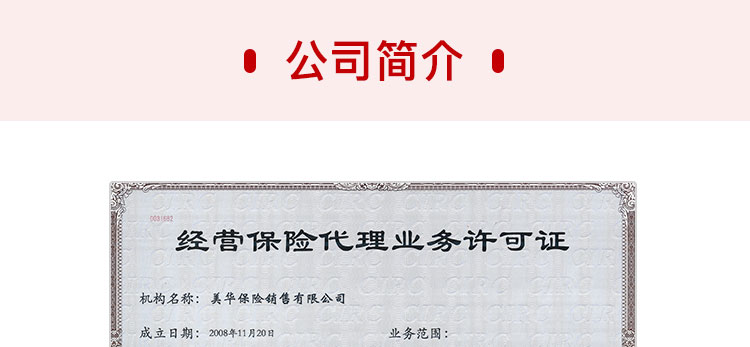 公司简介
经营保险代理业务许可证
机构名称：美华保险销售有限公司
成立日期：2008年11月20日
业务范围：